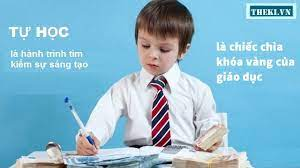 THEKI.VN
TỰ HỌC
là hành trình tìm
kiếm sự sáng tạo
là chiếc chìa
khóa vàng của
giáo dục